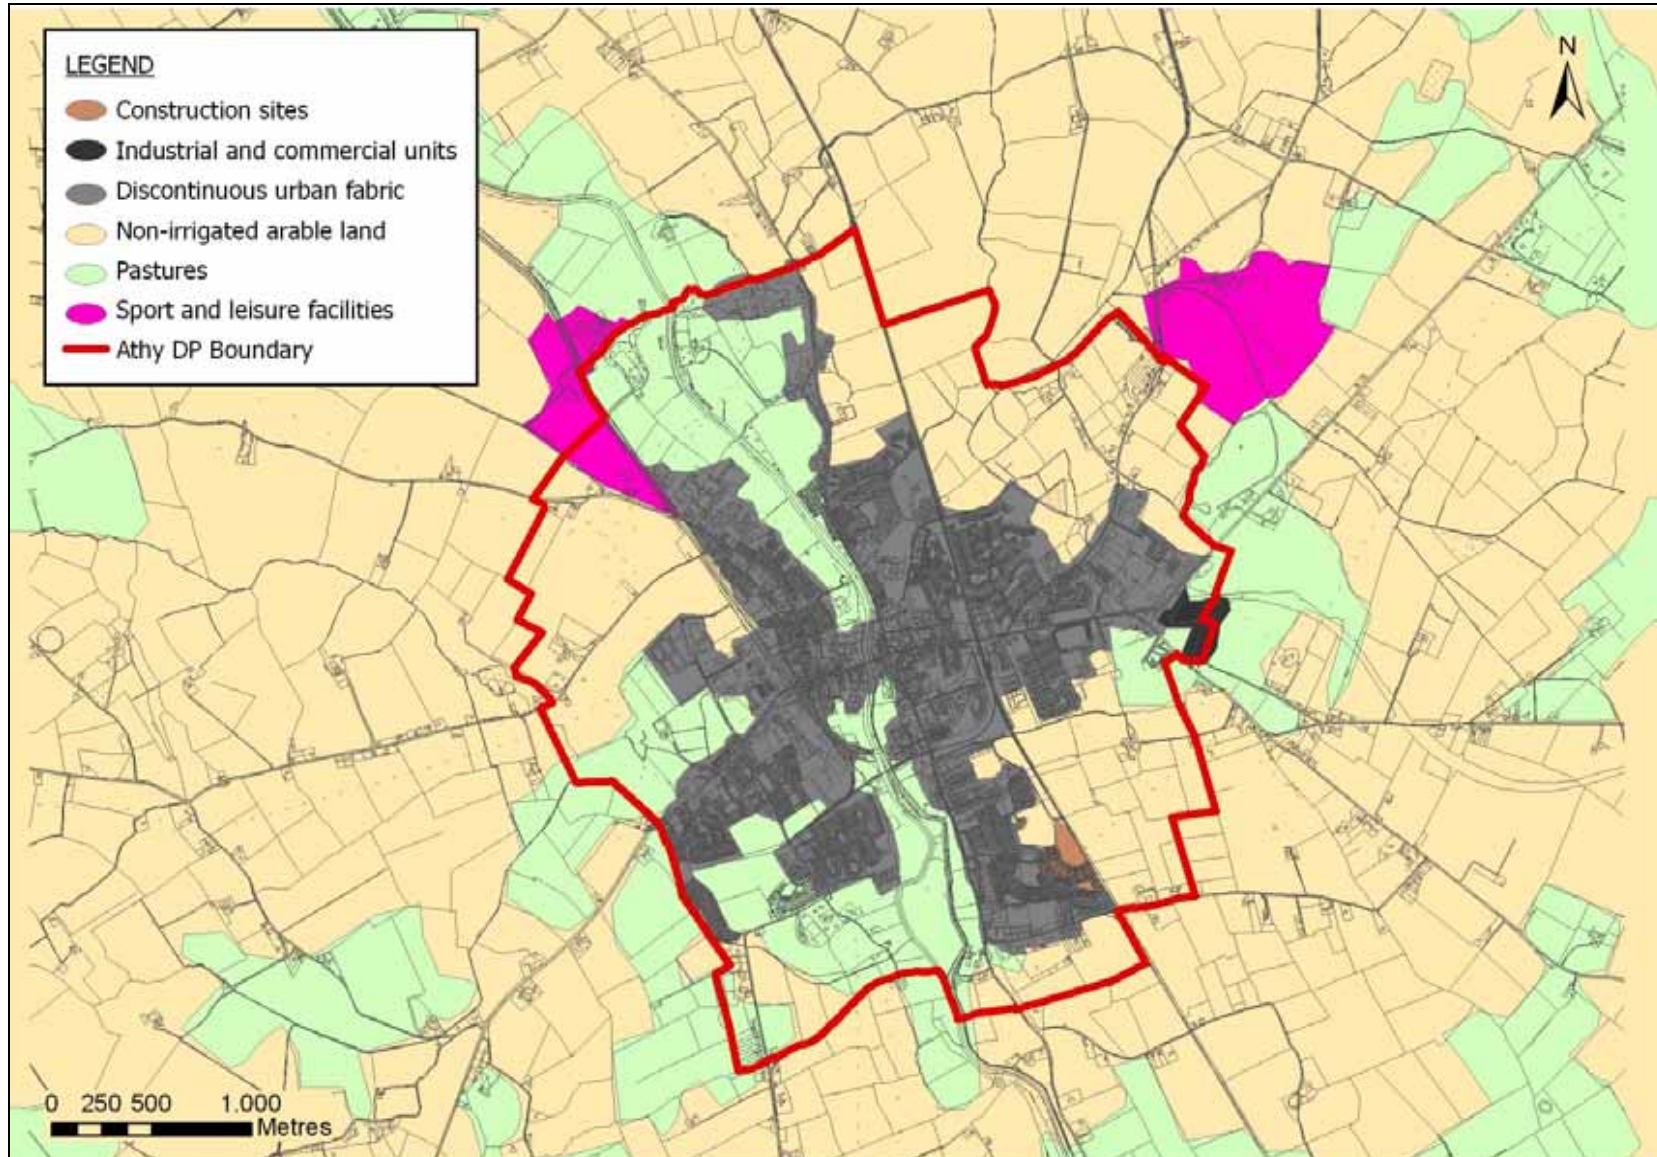 LEGEND
Construction sites
Industrial and commercial units
Discontinuous urban fabric
Non-irrigated arable land
Pastures
Sport and leisure facilities
Athy DP Boundary
N
0 250 500 1.000
Metres